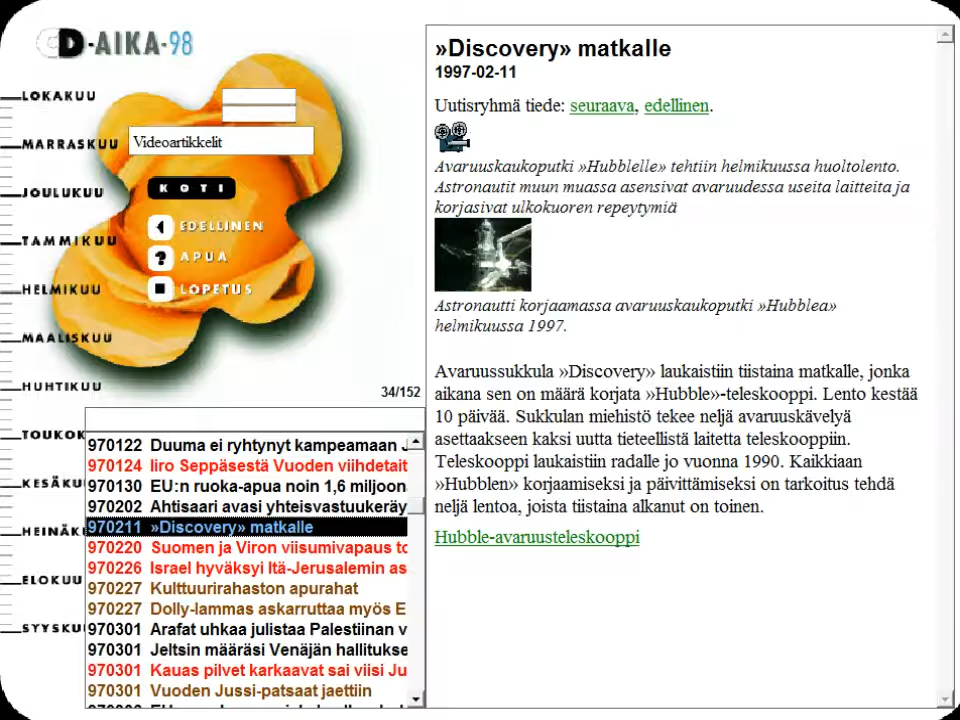 CD-AIKA-98
LOKAKUU
MARRASKUU
JOULUKUU
TAMMIKUU
HELMIKUU
MAALISKUU
HUHTIKUU
TOUKOK
KESÄKU
HEINÄK
ELOKUU
SYYSKU
Videoartikkelit
KOTI
EDELLINEN
? APUA
LOPETUS
34/152
970122 Duuma ei ryhtynyt kampeamaan J
970124 Iiro Seppäsestä Vuoden viihdetait
970130 EU:n ruoka-apua noin 1,6 miljoon
970202 Ahtisaari avasi yhteisvastuukeräy
970211 »Discovery» matkalle
970220 Suomen ja Viron viisumivapaus to
970226 Israel hyväksyi Itä-Jerusalemin as
970227 Kulttuurirahaston apurahat
970227 Dolly-lammas askarruttaa myös E
970301 Arafat uhkaa julistaa Palestiinan v
970301 Jeltsin määräsi Venäjän hallitukse
970301 Kauas pilvet karkaavat sai viisi Ju
970301 Vuoden Jussi-patsaat jaettiin
»Discovery» matkalle
1997-02-11
Uutisryhmä tiede: seuraava, edellinen.
Avaruuskaukoputki »Hubblelle» tehtiin helmikuussa huoltolento.
Astronautit muun muassa asensivat avaruudessa useita laitteita ja
korjasivat ulkokuoren repeytymiä
Astronautti korjaamassa avaruuskaukoputki »Hubblea»
helmikuussa 1997.
Avaruussukkula »Discovery» laukaistiin tiistaina matkalle, jonka
aikana sen on määrä korjata »Hubble»-teleskooppi. Lento kestää
10 päivää. Sukkulan miehistö tekee neljä avaruuskävelyä
asettaakseen kaksi uutta tieteellistä laitetta teleskooppiin.
Teleskooppi laukaistiin radalle jo vuonna 1990. Kaikkiaan
»Hubblen» korjaamiseksi ja päivittämiseksi on tarkoitus tehdä
neljä lentoa, joista tiistaina alkanut on toinen.
Hubble-avaruusteleskooppi